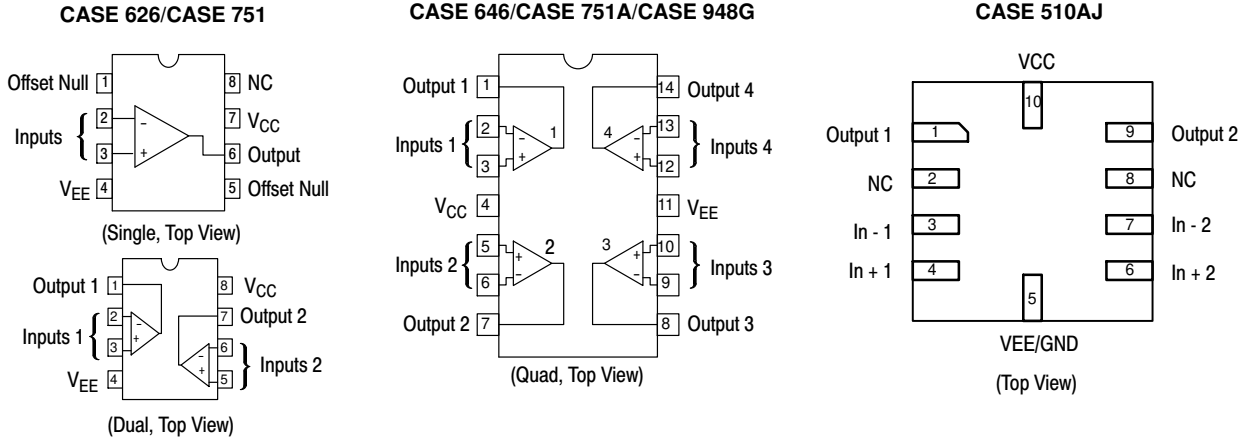 CASE 626/CASE 751
Offset Null 1
8 NC
Inputs
2
3
-
+
7 VCC
6 Output
VEE 4
5 Offset Null
(Single, Top View)
Output 1 1
8 VCC
Inputs 1
2
3
-
+
7 Output 2
6
5
-
+
Inputs 2
VEE 4
(Dual, Top View)
CASE 646/CASE 751A/CASE 948G
Output 1 1
14 Output 4
Inputs 1
2
3
-
+
1
4
-
+
13
12
Inputs 4
VCC 4
11 VEE
Inputs 2
5
6
+
-
2
3
+
-
10
9
Inputs 3
Output 2 7
8 Output 3
(Quad, Top View)
CASE 510AJ
VCC
10
Output 1 1
9 Output 2
NC 2
8 NC
In - 1 3
7 In - 2
In + 1 4
6 In + 2
5
VEE/GND
(Top View)